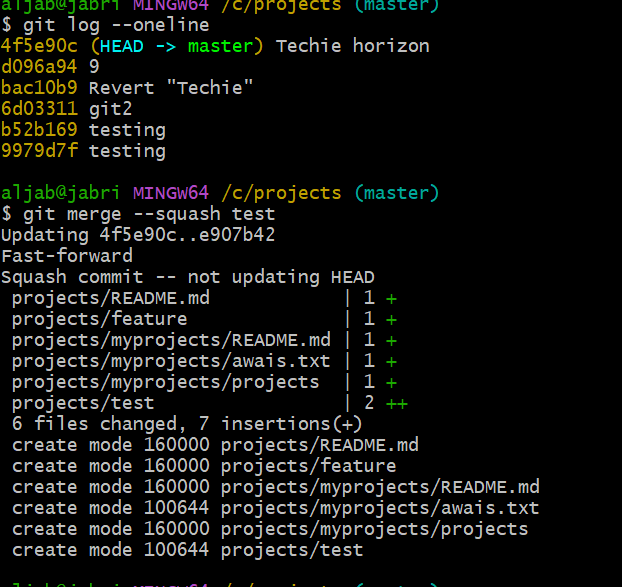 aljab@jabri MINGW64 /c/projects (master)
$ git log --oneline
4f5e90c (HEAD -> master) Techie horizon
d096a94 9
bac10b9 Revert "Techie"
6d03311 git2
b52b169 testing
9979d7f testing
aljab@jabri MINGW64 /c/projects (master)
$ git merge --squash test
Updating 4f5e90c..e907b42
Fast-forward
Squash commit -- not updating HEAD
 projects/README.md             | 1 +
 projects/feature               | 1 +
 projects/myprojects/README.md | 1 +
 projects/myprojects/awais.txt | 1 +
 projects/myprojects/projects  | 1 +
 projects/test                  | 2 ++
 6 files changed, 7 insertions(+)
 create mode 160000 projects/README.md
 create mode 160000 projects/feature
 create mode 160000 projects/myprojects/README.md
 create mode 100644 projects/myprojects/awais.txt
 create mode 160000 projects/myprojects/projects
 create mode 100644 projects/test